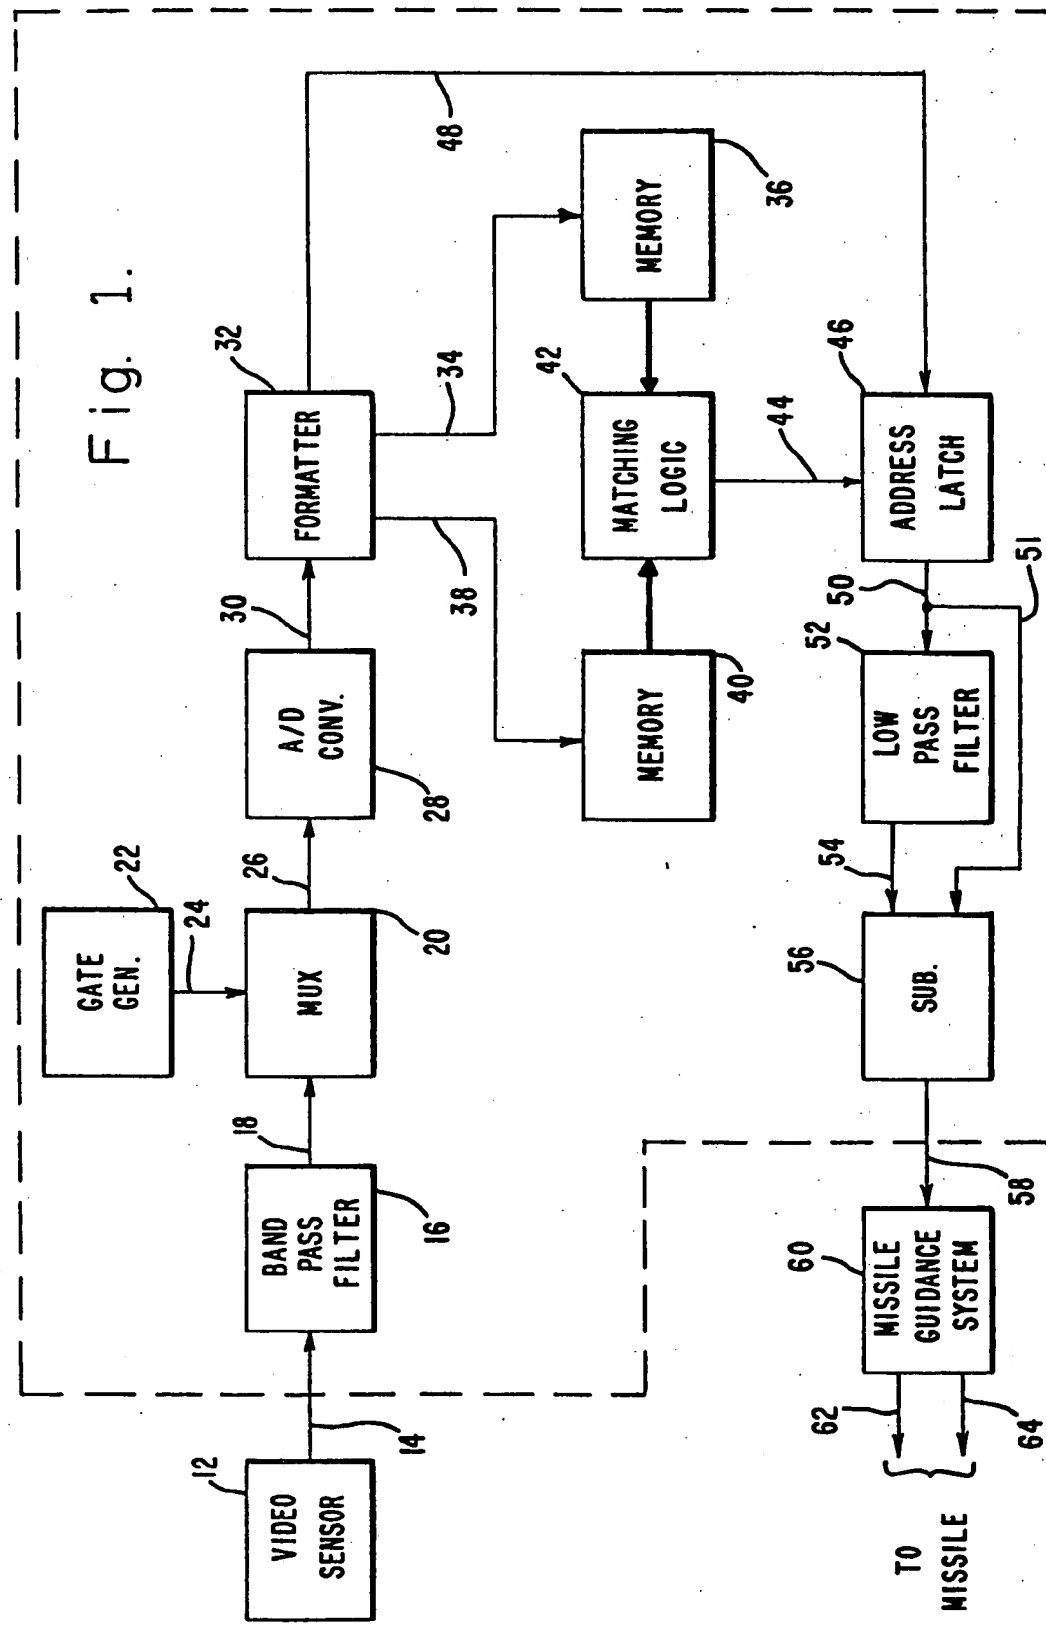 Fig. 1.
GATE
GEN.
22
24
VIDEO
SENSOR
12
14
BAND
PASS
FILTER
16
18
MUX
20
26
A/D
CONV.
28
30
FORMATTER
32
34
38
48
MEMORY
40
MATCHING
LOGIC
42
44
MEMORY
36
TO
MISSILE
62
64
MISSILE
GUIDANCE
SYSTEM
60
58
SUB.
56
54
LOW
PASS
FILTER
52
50
51
ADDRESS
LATCH
46